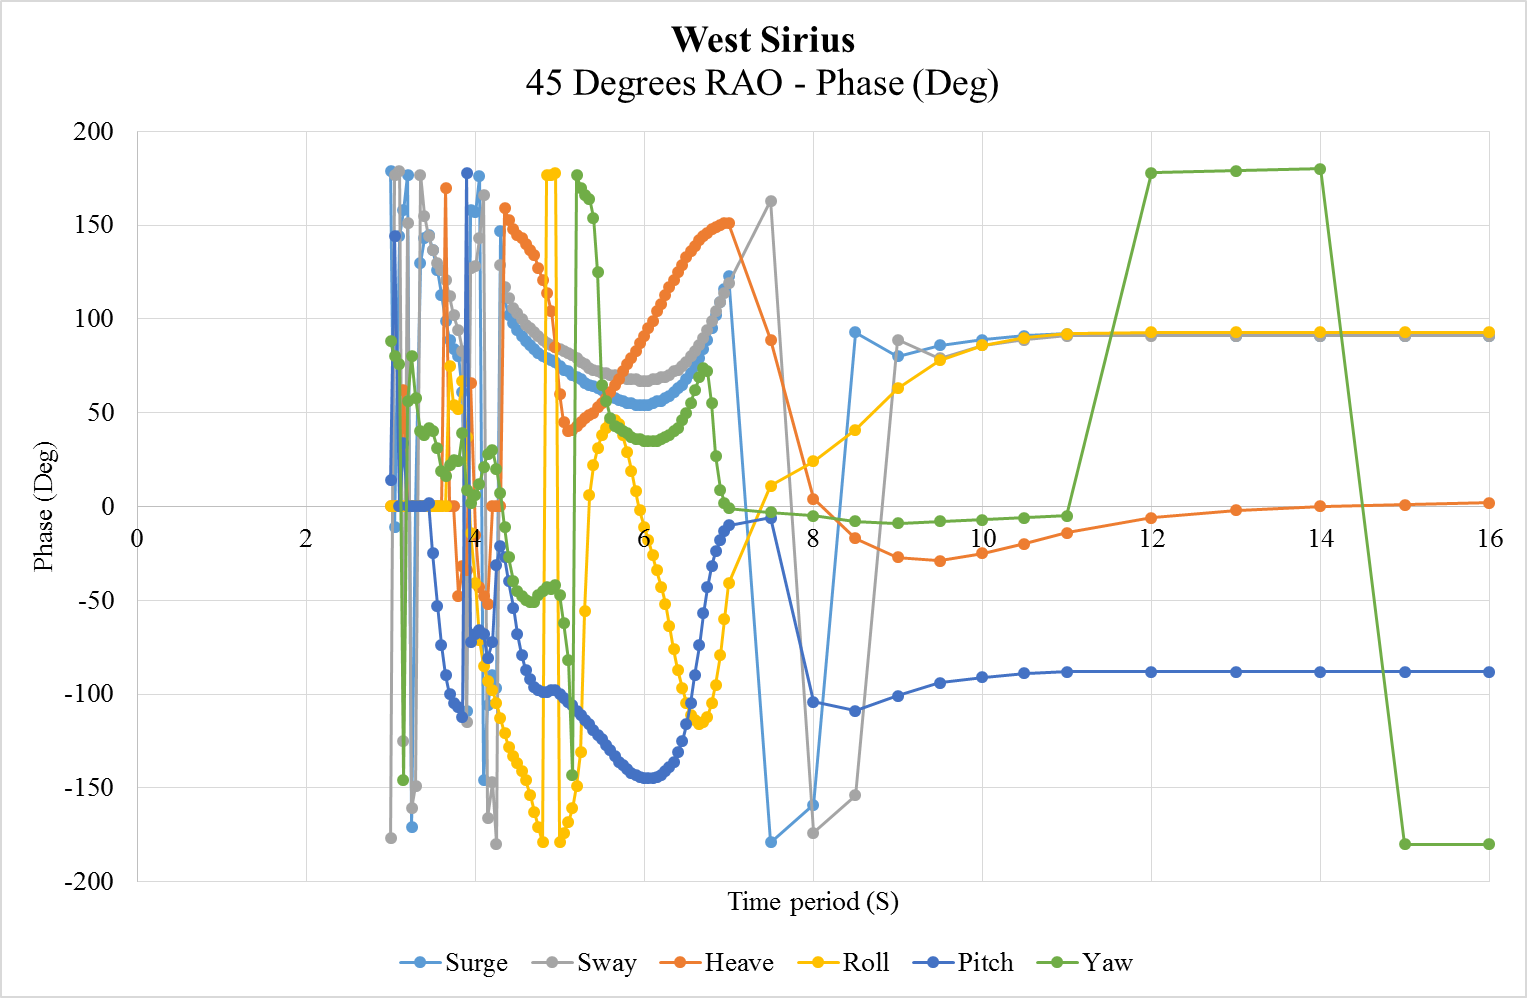 West Sirius
45 Degrees RAO - Phase (Deg)
200
150
100
50
0
-50
-100
-150
-200
0 2 4 6 8 10 12 14 16
Phase (Deg)
Time period (S)
Surge Sway Heave Roll Pitch Yaw